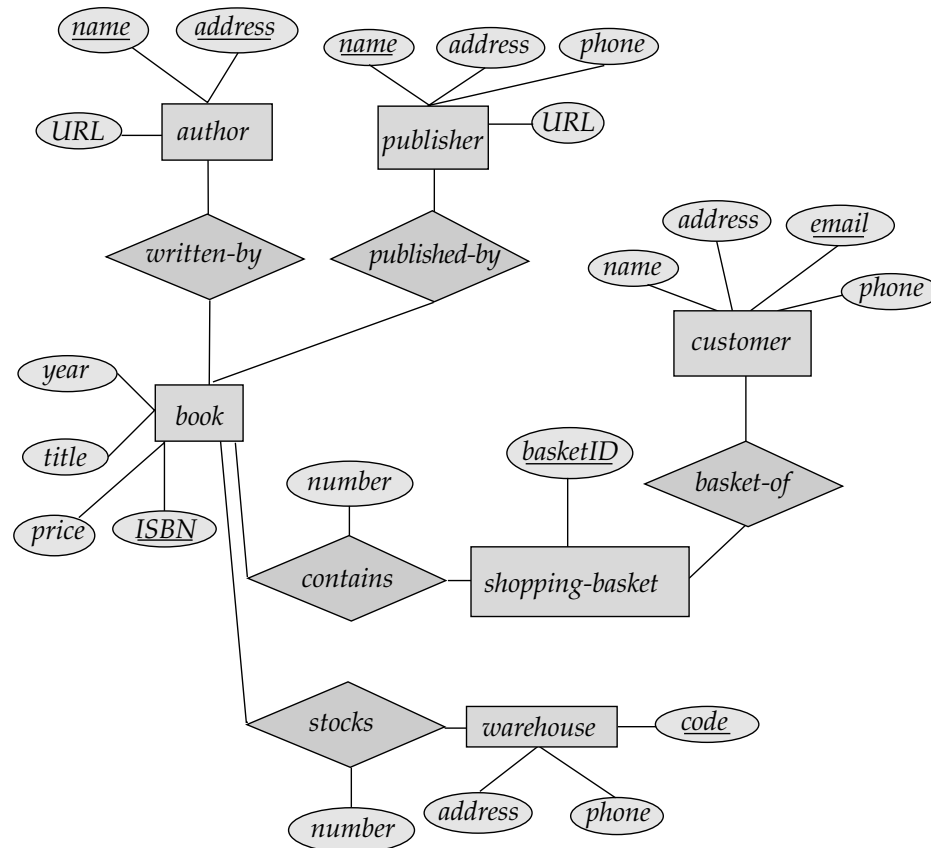 name
address
name
address
phone
URL
author
publisher
URL
written-by
published-by
address
email
name
phone
customer
year
book
title
price
ISBN
number
basketID
basket-of
contains
shopping-basket
stocks
warehouse
code
number
address
phone